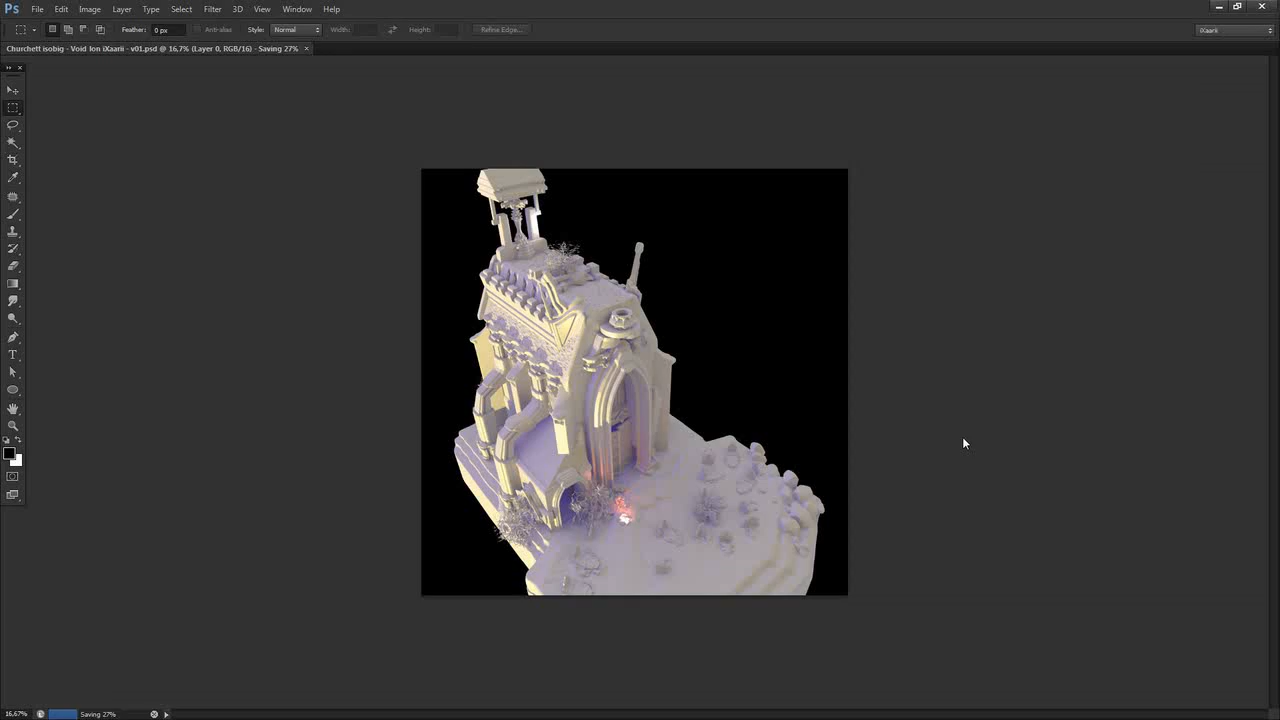 Ps File Edit Image Layer Type Select Filter 3D View Window Help
Feather: 0 px Anti-alias Style: Normal Width: Height: Refine Edge... iXaarii
Churchett isobig - Void Ion iXaarii - v01.psd @ 16,7% (Layer 0, RGB/16) - Saving 27% ×
T
16,67% Saving 27%